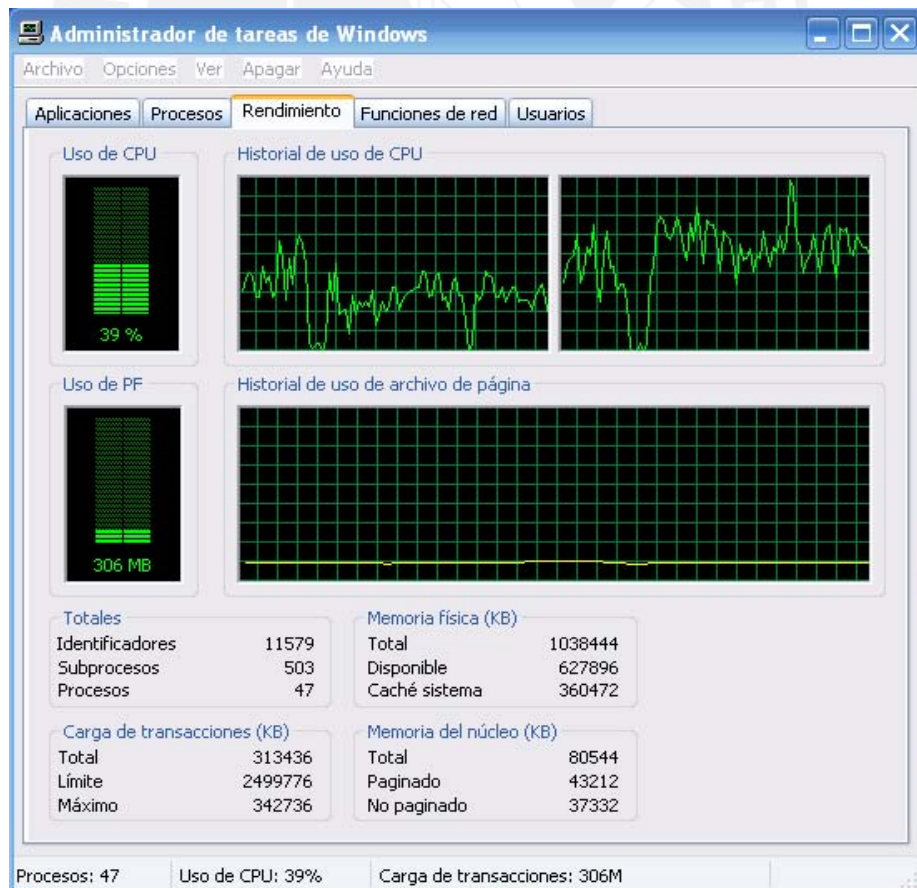 Administrador de tareas de Windows
Archivo Opciones Ver Apagar Ayuda
Aplicaciones Procesos Rendimiento Funciones de red Usuarios
Uso de CPU
39 %
Historial de uso de CPU
Uso de PF
306 MB
Historial de uso de archivo de página
Totales
Identificadores 11579
Subprocesos 503
Procesos 47
Memoria física (KB)
Total 1038444
Disponible 627896
Caché sistema 360472
Carga de transacciones (KB)
Total 313436
Límite 2499776
Máximo 342736
Memoria del núcleo (KB)
Total 80544
Paginado 43212
No paginado 37332
Procesos: 47 Uso de CPU: 39% Carga de transacciones: 306M